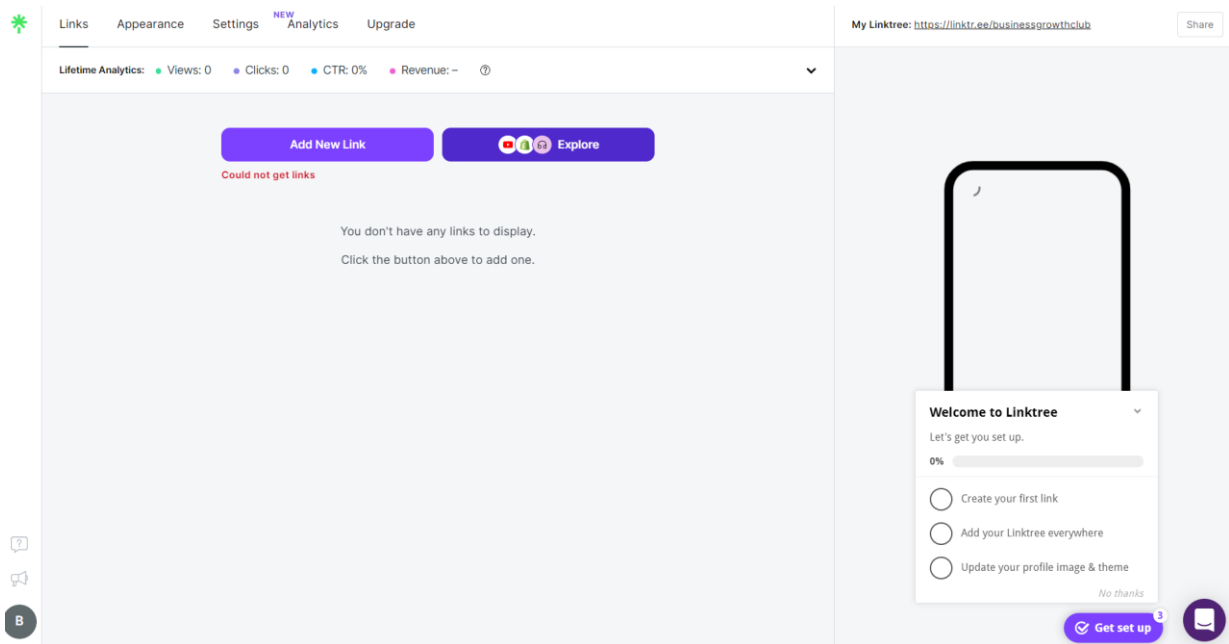 Links Appearance Settings NEW Analytics Upgrade
My Linktree: https://linktr.ee/businessgrowthclub Share
Lifetime Analytics: Views: 0 Clicks: 0 CTR: 0% Revenue: –
Add New Link Explore
Could not get links
You don't have any links to display.
Click the button above to add one.
Welcome to Linktree
Let's get you set up.
0%
Create your first link
Add your Linktree everywhere
Update your profile image & theme
No thanks
B
Get set up 3